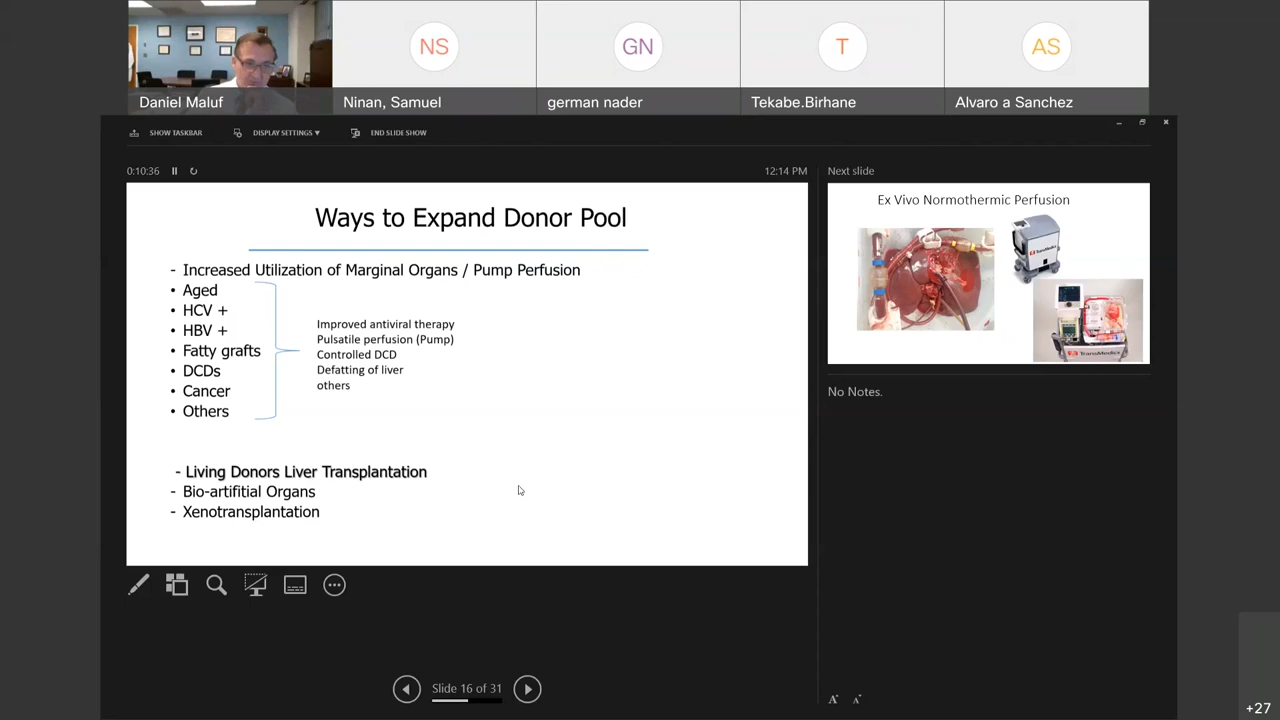 NS
GN
T
AS
Daniel Maluf
Ninan, Samuel
german nader
Tekabe.Birhane
Alvaro a Sanchez
SHOW TASKBAR
DISPLAY SETTINGS ▾
END SLIDE SHOW
0:10:36
12:14 PM
Next slide
Ways to Expand Donor Pool
- Increased Utilization of Marginal Organs / Pump Perfusion
• Aged
• HCV +
• HBV +
• Fatty grafts
• DCDs
• Cancer
• Others
Improved antiviral therapy
Pulsatile perfusion (Pump)
Controlled DCD
Defatting of liver
others
- Living Donors Liver Transplantation
- Bio-artifitial Organs
- Xenotransplantation
Ex Vivo Normothermic Perfusion
TransMedics
No Notes.
Slide 16 of 31
A
A
+27